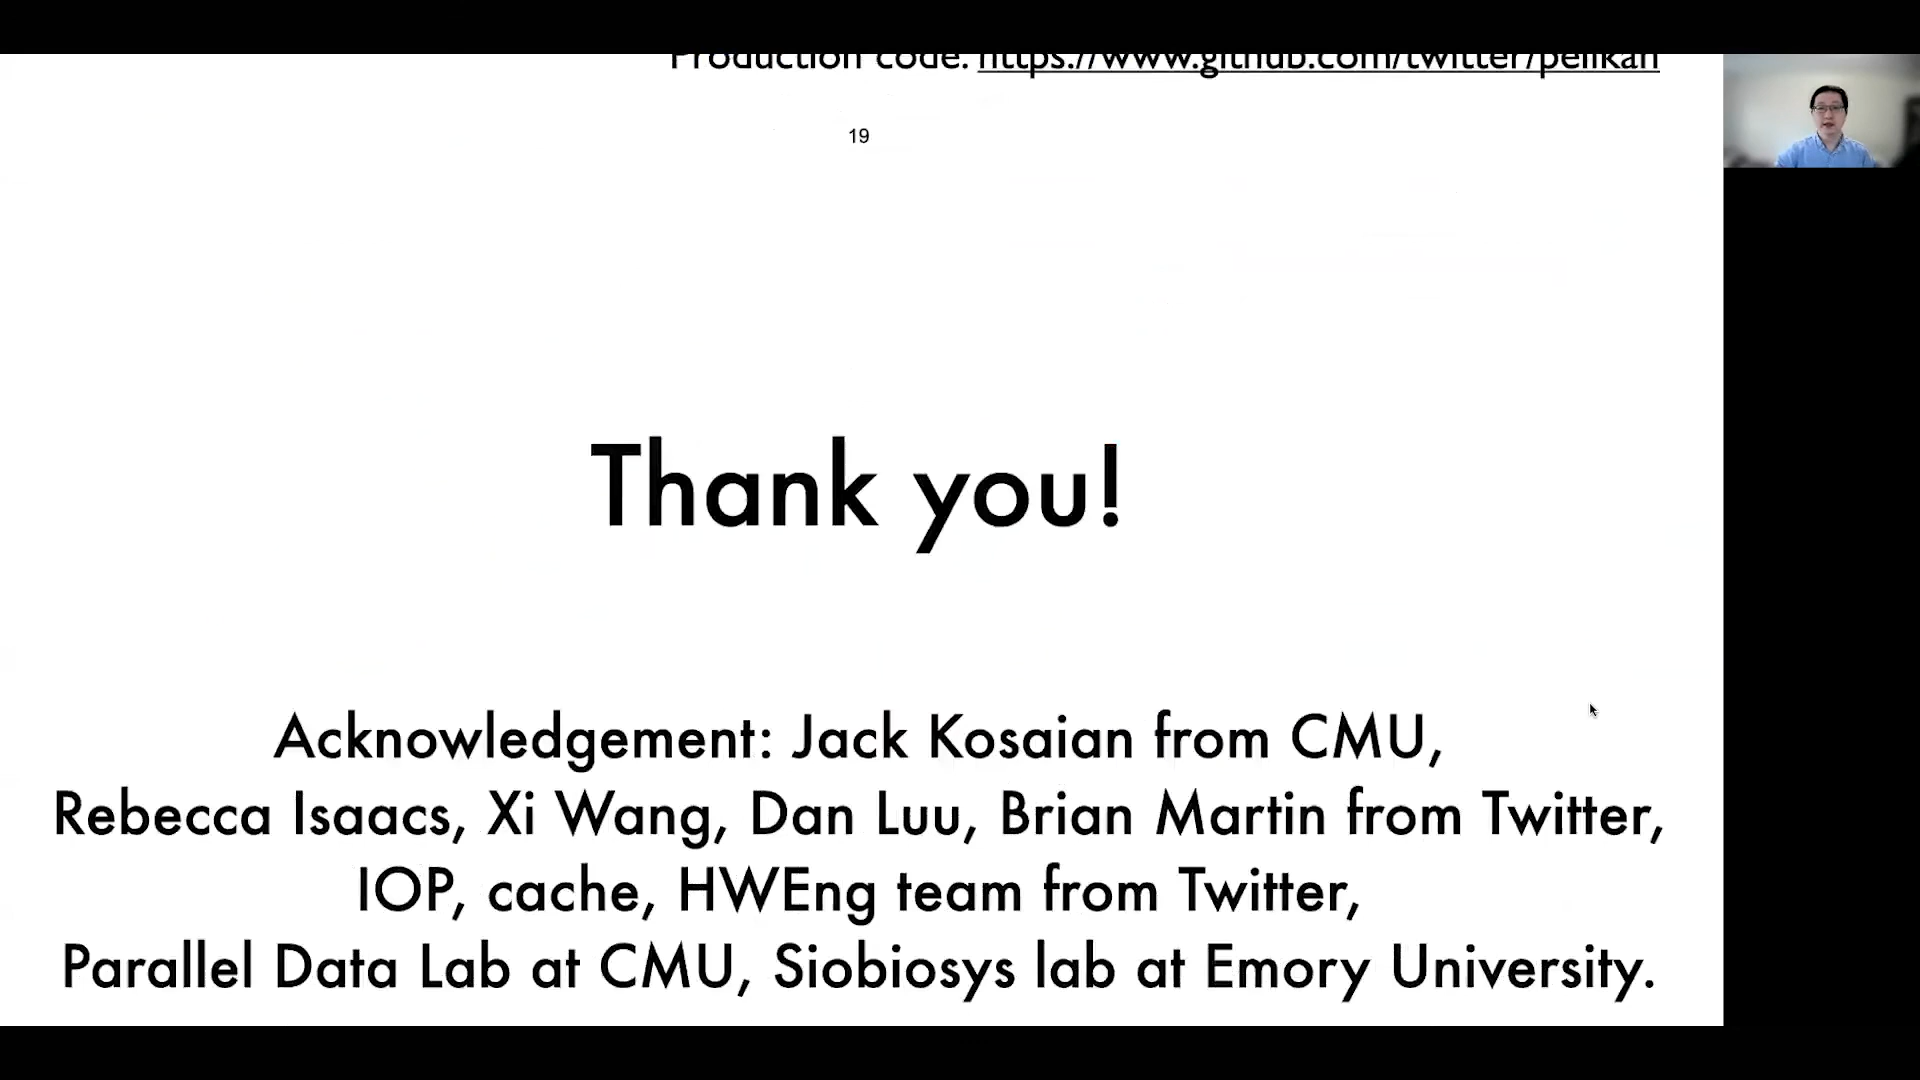 Production code: https://www.github.com/twitter/pelikan
19
Thank you!
Acknowledgement: Jack Kosaian from CMU,
Rebecca Isaacs, Xi Wang, Dan Luu, Brian Martin from Twitter,
IOP, cache, HWEng team from Twitter,
Parallel Data Lab at CMU, Siobiosys lab at Emory University.